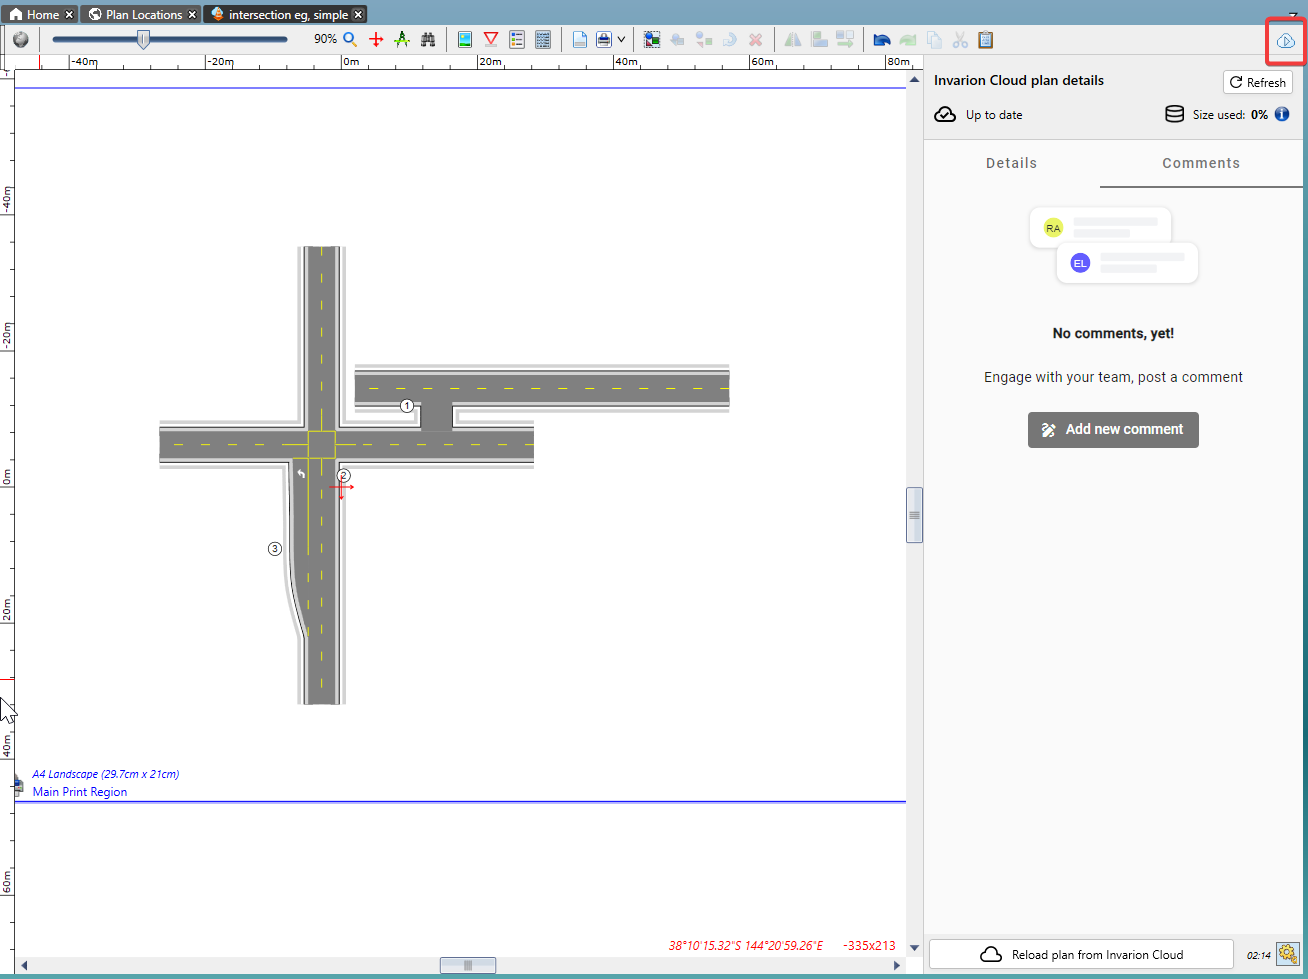 Home
Plan Locations
intersection eg, simple
90%
-40m
-20m
0m
20m
40m
60m
80m
Invarion Cloud plan details
Refresh
Up to date
Size used: 0%
Details
Comments
RA
EL
No comments, yet!
Engage with your team, post a comment
Add new comment
-40m
-20m
0m
20m
40m
60m
1
2
3
A4 Landscape (29.7cm x 21cm)
Main Print Region
38°10'15.32"S 144°20'59.26"E
-335x213
Reload plan from Invarion Cloud
02:14